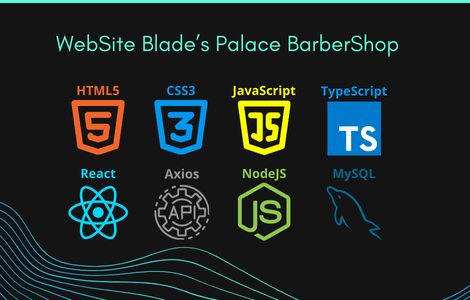 WebSite Blade's Palace BarberShop
HTML5 CSS3 JavaScript TypeScript
5 3 JS TS
React Axios NodeJS MySQL
API JS